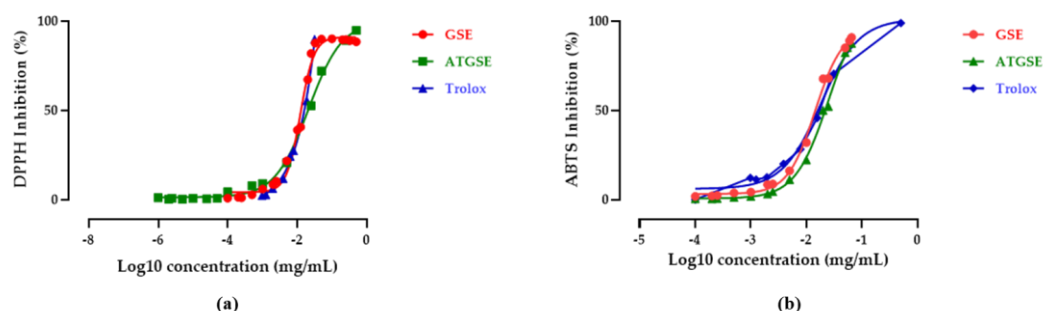 DPPH Inhibition (%)
100
50
0
-8
-6
-4
-2
0
Log10 concentration (mg/mL)
GSE
ATGSE
Trolox
(a)
ABTS Inhibition (%)
100
50
0
-5
-4
-3
-2
-1
0
Log10 concentration (mg/mL)
GSE
ATGSE
Trolox
(b)